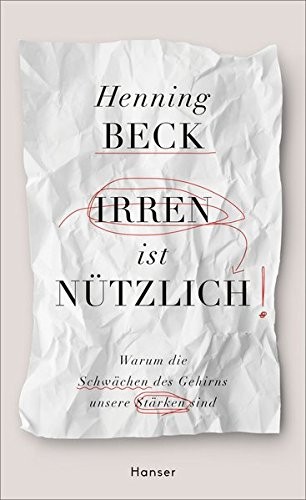 Henning
BECK
IRREN
ist
NÜTZLICH!
Warum die
Schwächen des Gehirns
unsere Stärken sind
Hanser